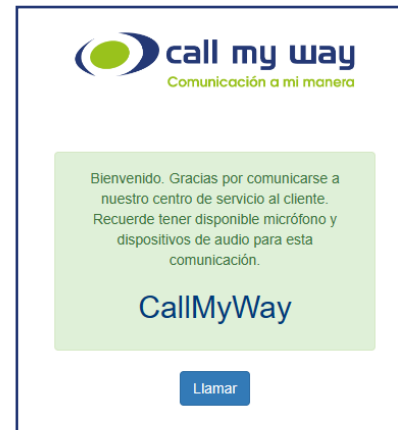 call my way
Comunicación a mi manera
Bienvenido. Gracias por comunicarse a
nuestro centro de servicio al cliente.
Recuerde tener disponible micrófono y
dispositivos de audio para esta
comunicación.
CallMyWay
Llamar